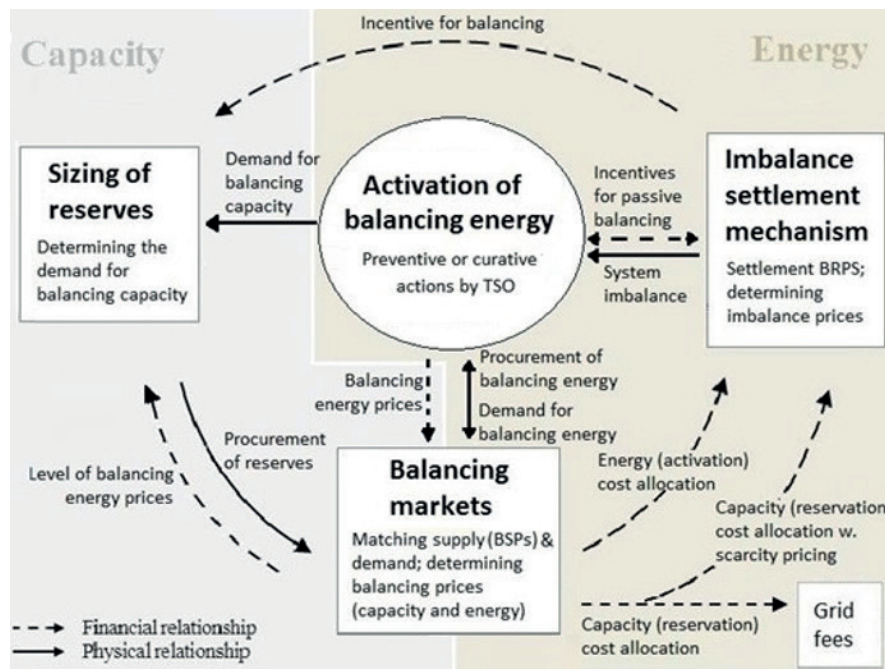 Incentive for balancing
Capacity
Energy
Sizing of
reserves
Determining the
demand for
balancing capacity
Demand for
balancing
capacity
Activation of
balancing energy
Preventive or curative
actions by TSO
Incentives
for passive
balancing
System
imbalance
Imbalance
settlement
mechanism
Settlement BRPS;
determining
imbalance prices
Balancing
energy prices
Procurement of
balancing energy
Demand for
balancing energy
Procurement
of reserves
Level of balancing
energy prices
Balancing
markets
Matching supply (BSPs) &
demand; determining
balancing prices
(capacity and energy)
Energy (activation)
cost allocation
Capacity (reservation
cost allocation w.
scarcity pricing
Capacity (reservation)
cost allocation
Grid
fees
Financial relationship
Physical relationship